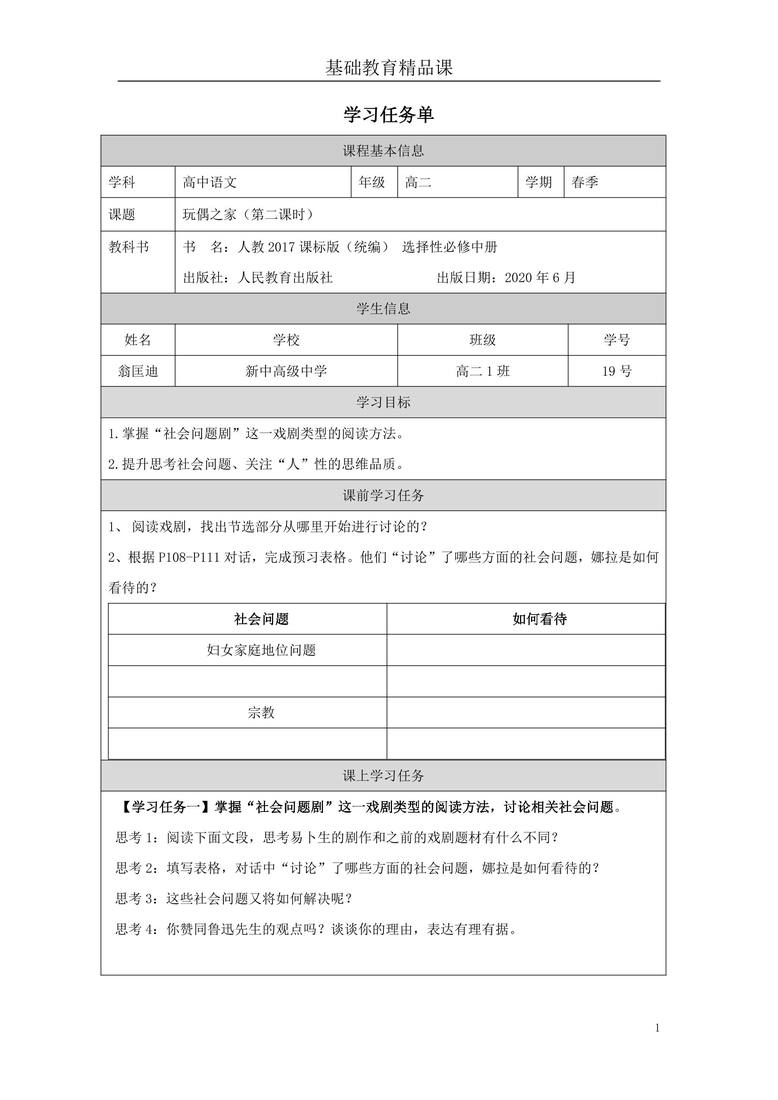 基础教育精品课
学习任务单
课程基本信息
学科 高中语文 年级 高二 学期 春季
课题 玩偶之家（第二课时）
教科书 书 名：人教 2017 课标版（统编） 选择性必修中册
出版社：人民教育出版社 出版日期：2020 年 6 月
学生信息
姓名 学校 班级 学号
翁匡迪 新中高级中学 高二 1 班 19 号
学习目标
1.掌握“社会问题剧”这一戏剧类型的阅读方法。
2.提升思考社会问题、关注“人”性的思维品质。
课前学习任务
1、 阅读戏剧，找出节选部分从哪里开始进行讨论的？
2、根据 P108-P111 对话，完成预习表格。他们“讨论”了哪些方面的社会问题，娜拉是如何
看待的？
社会问题 如何看待
妇女家庭地位问题
宗教
课上学习任务
【学习任务一】掌握“社会问题剧”这一戏剧类型的阅读方法，讨论相关社会问题。
思考 1：阅读下面文段，思考易卜生的剧作和之前的戏剧题材有什么不同？
思考 2：填写表格，对话中“讨论”了哪些方面的社会问题，娜拉是如何看待的？
思考 3：这些社会问题又将如何解决呢？
思考 4：你赞同鲁迅先生的观点吗？谈谈你的理由，表达有理有据。
1